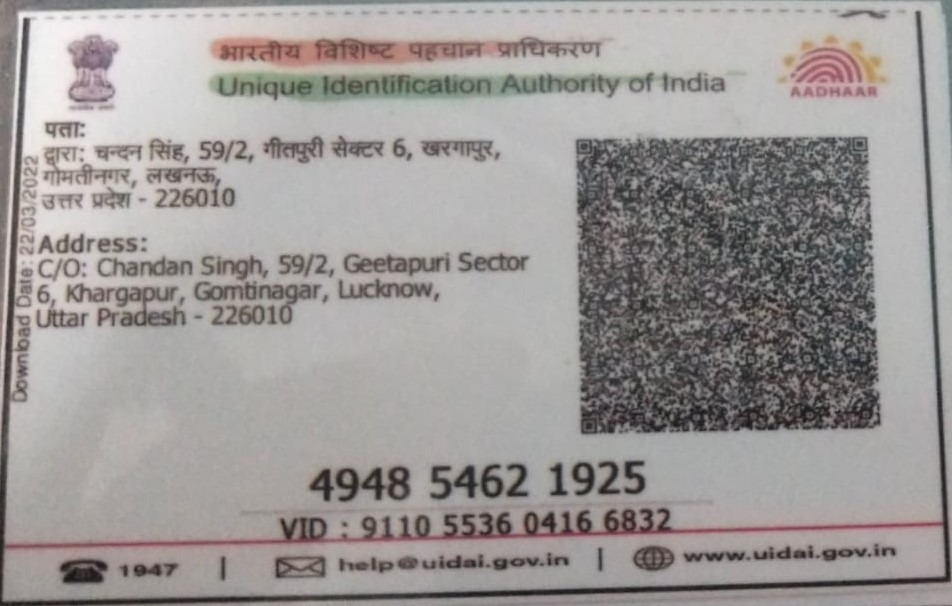 भारतीय विशिष्ट पहचान प्राधिकरण
Unique Identification Authority of India
AADHAAR
पता:
द्वारा: चन्दन सिंह, 59/2, गीतपुरी सेक्टर 6, खरगापुर,
गोमतीनगर, लखनऊ,
उत्तर प्रदेश - 226010
Address:
C/O: Chandan Singh, 59/2, Geetapuri Sector
6, Khargapur, Gomtinagar, Lucknow,
Uttar Pradesh - 226010
Download Date: 22/03/2022
4948 5462 1925
VID : 9110 5536 0416 6832
1947 | help@uidai.gov.in | www.uidai.gov.in